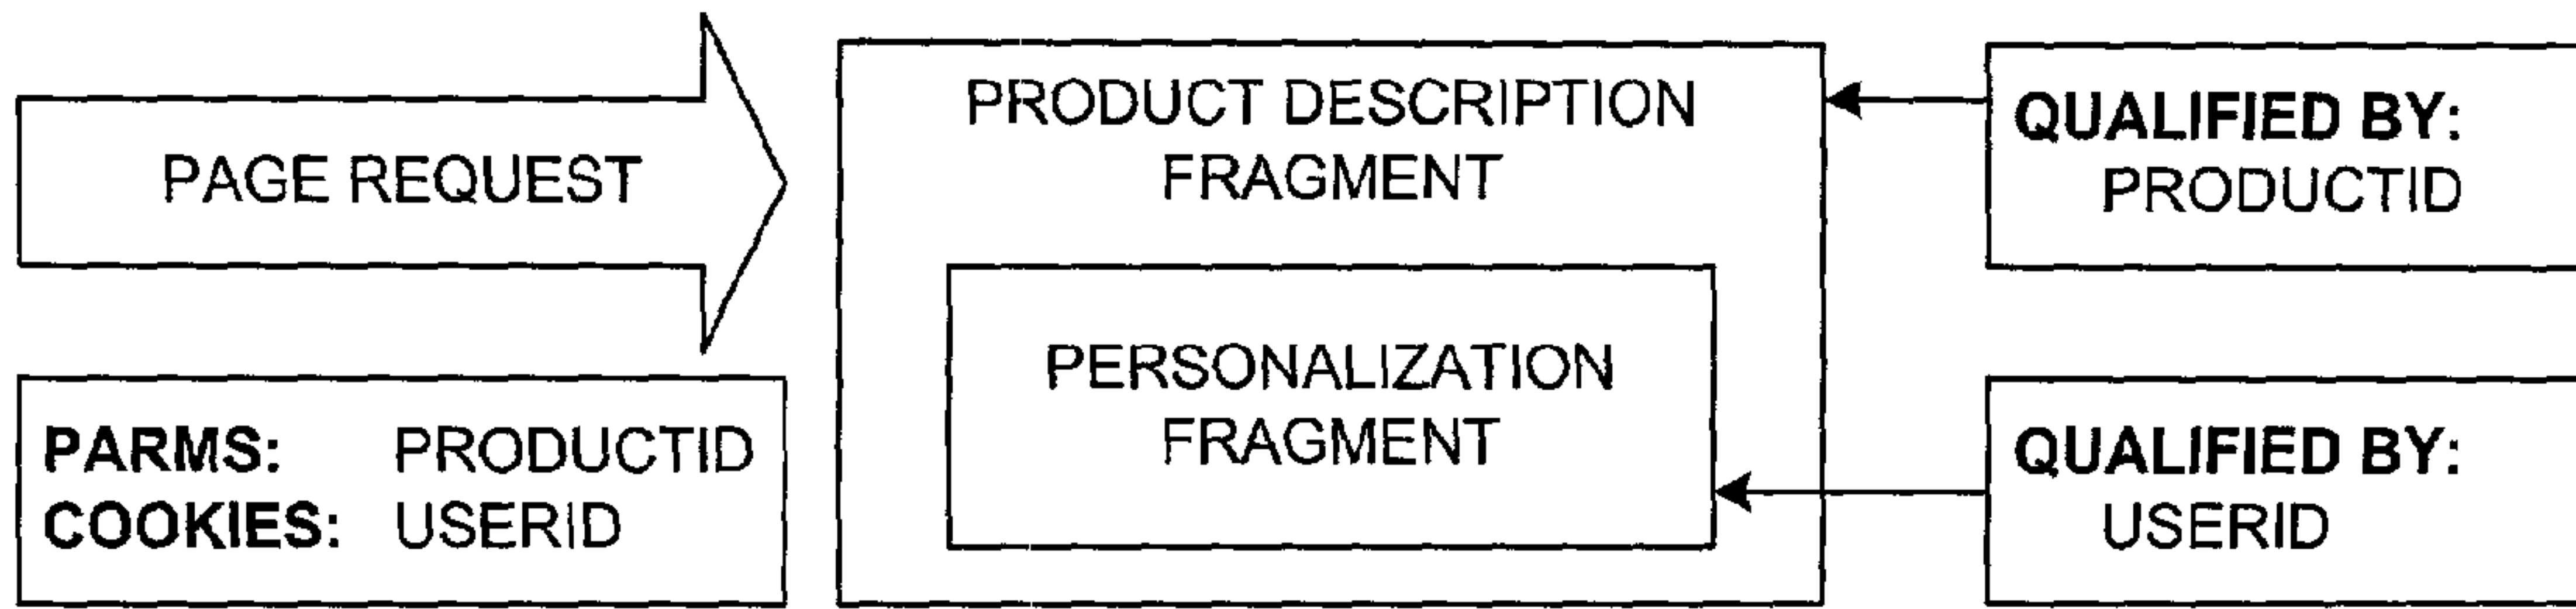 PAGE REQUEST
PARMS: PRODUCTID
COOKIES: USERID
PRODUCT DESCRIPTION
FRAGMENT
PERSONALIZATION
FRAGMENT
QUALIFIED BY:
PRODUCTID
QUALIFIED BY:
USERID